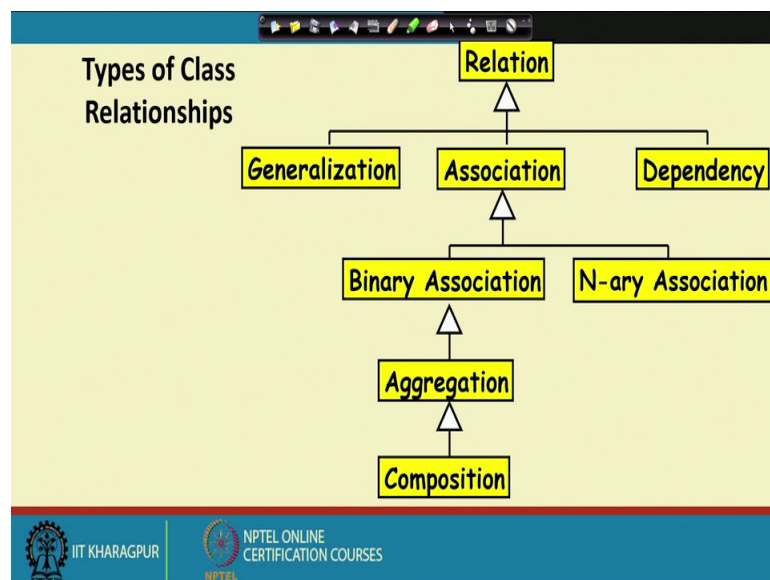 Types of Class
Relationships
Relation
Generalization
Association
Dependency
Binary Association
N-ary Association
Aggregation
Composition
IIT KHARAGPUR
NPTEL
NPTEL ONLINE
CERTIFICATION COURSES